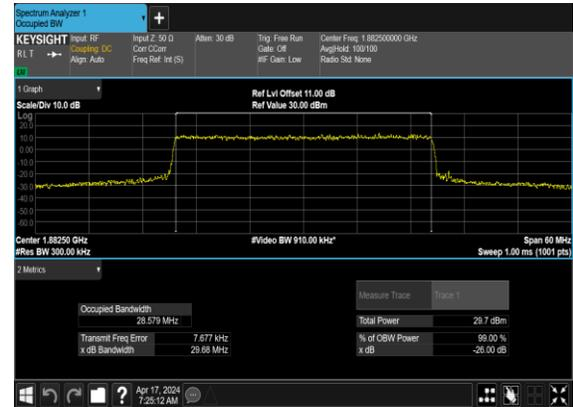 Spectrum Analyzer 1
Occupied BW
KEYSIGHT Input: RF Input Z: 50 Ω Atten: 30 dB Trig: Free Run Center Freq: 1.882500000 GHz
RLT Coupling: DC Corr CCorr Gate: Off Avg|Hold: 100/100
Align: Auto Freq Ref: Int (S) #IF Gain: Low Radio Std: None
1 Graph
Ref Lvl Offset 11.00 dB
Scale/Div 10.0 dB Ref Value 30.00 dBm
Log
20.0
10.0
0.00
-10.0
-20.0
-30.0
-40.0
-50.0
-60.0
Center 1.88250 GHz #Video BW 910.00 kHz* Span 60 MHz
#Res BW 300.00 kHz Sweep 1.00 ms (1001 pts)
2 Metrics
Measure Trace Trace 1
Occupied Bandwidth
28.579 MHz Total Power 29.7 dBm
Transmit Freq Error 7.677 kHz % of OBW Power 99.00 %
x dB Bandwidth 29.68 MHz x dB -26.00 dB
Apr 17, 2024
7:25:12 AM